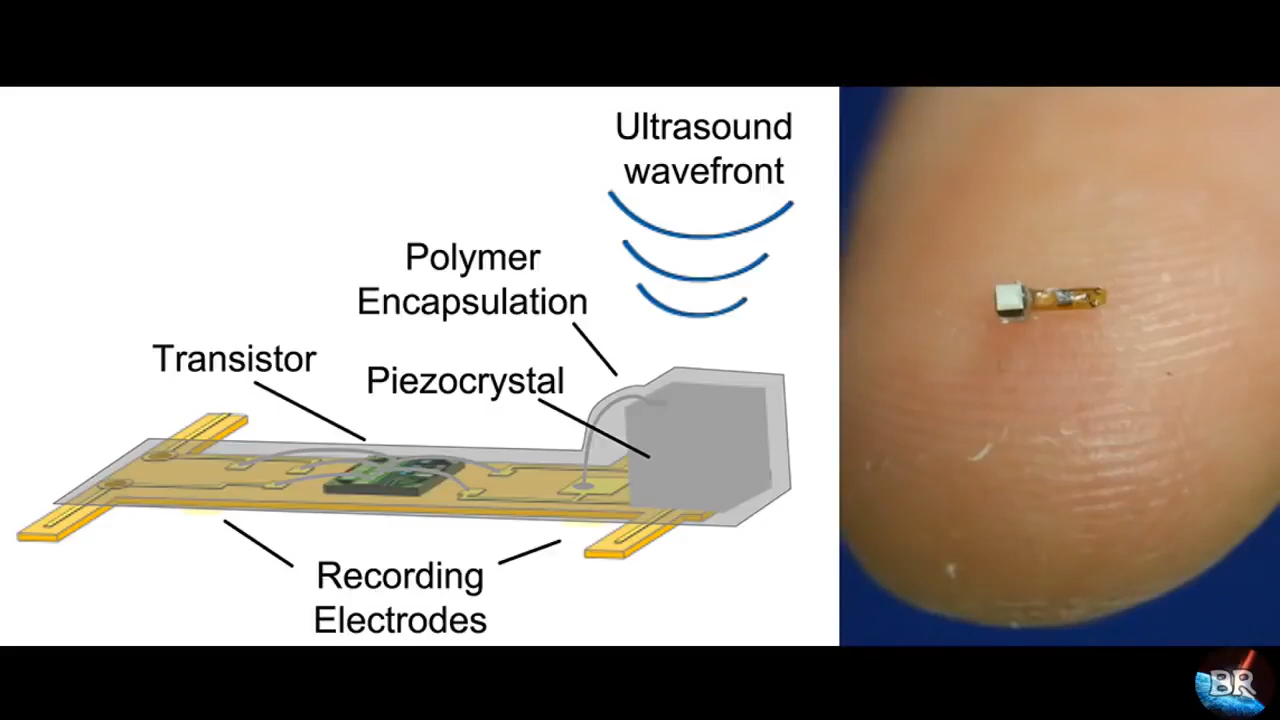 Ultrasound
wavefront
Polymer
Encapsulation
Transistor
Piezocrystal
Recording
Electrodes
BR